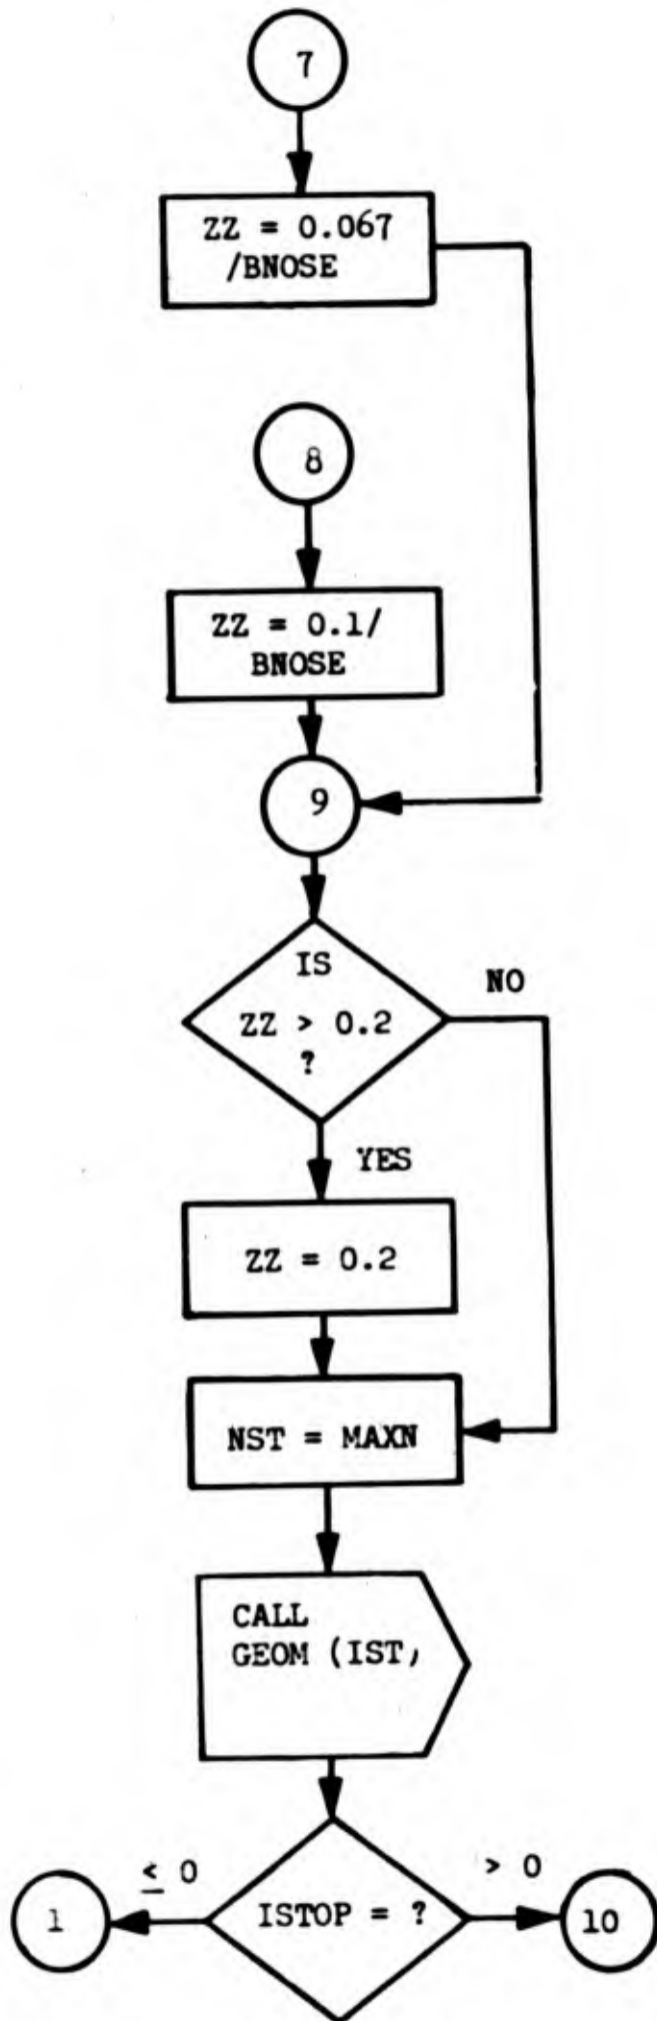 7
ZZ = 0.067
/BNOSE
8
ZZ = 0.1/
BNOSE
9
IS
ZZ > 0.2
?
NO
YES
ZZ = 0.2
NST = MAXN
CALL
GEOM (IST,
≤ 0
> 0
1
ISTOP = ?
10